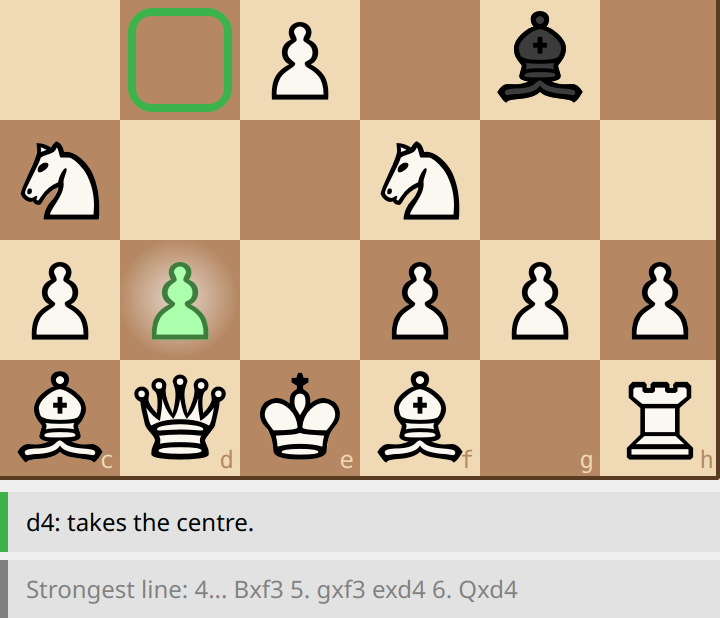 c d e f g h
d4: takes the centre.
Strongest line: 4... Bxf3 5. gxf3 exd4 6. Qxd4